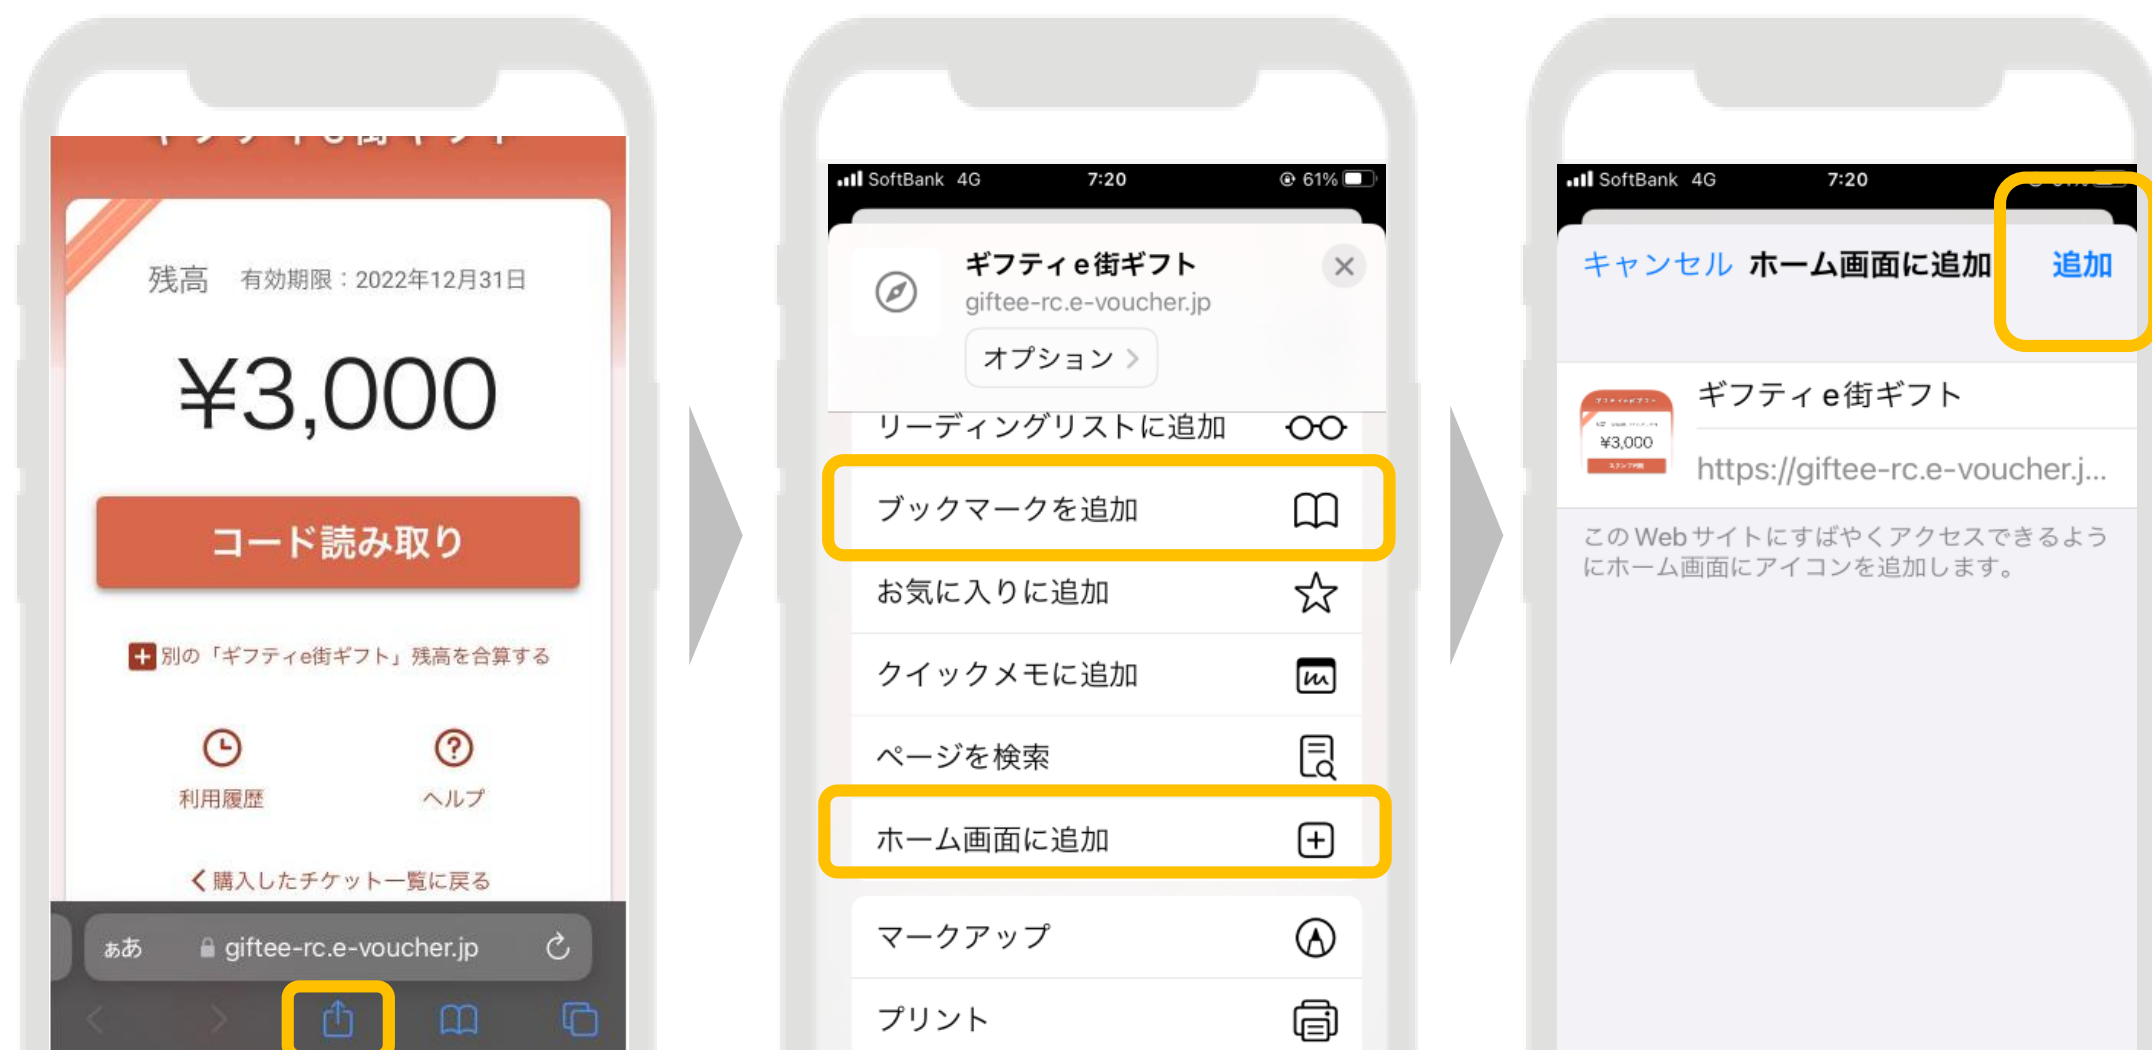 ギフティe街ギフト
残高 有効期限：2022年12月31日
¥3,000
コード読み取り
別の「ギフティe街ギフト」残高を合算する
利用履歴 ヘルプ
購入したチケット一覧に戻る
ぁあ giftee-rc.e-voucher.jp
SoftBank 4G 7:20 61%
ギフティe街ギフト
giftee-rc.e-voucher.jp
オプション
リーディングリストに追加
ブックマークを追加
お気に入りに追加
クイックメモに追加
ページを検索
ホーム画面に追加
マークアップ
プリント
SoftBank 4G 7:20
キャンセル ホーム画面に追加 追加
ギフティe街ギフト
¥3,000
https://giftee-rc.e-voucher.j...
このWebサイトにすばやくアクセスできるよう
にホーム画面にアイコンを追加します。